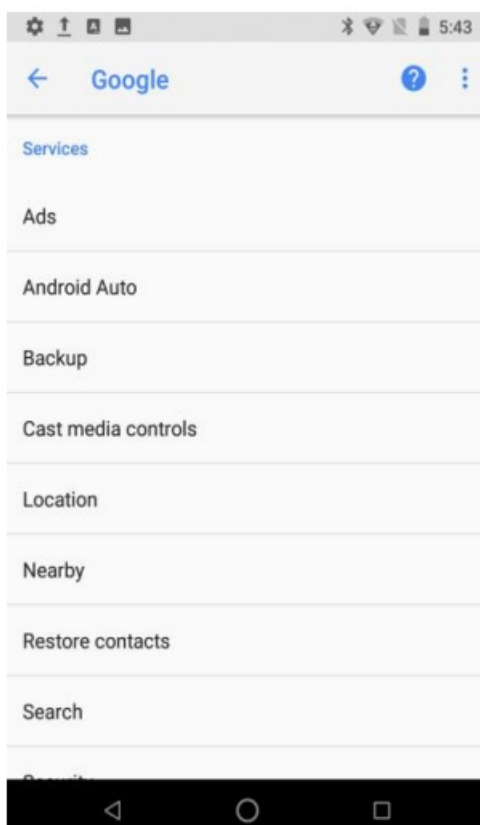 5:43
Google
Services
Ads
Android Auto
Backup
Cast media controls
Location
Nearby
Restore contacts
Search